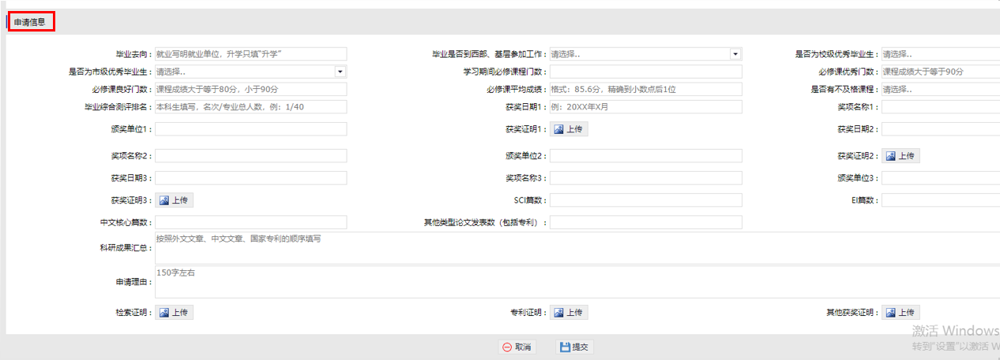 申请信息
毕业去向： 就业写明就业单位，升学只填“升学” 毕业是否到西部、基层参加工作： 请选择.. 是否为校级优秀毕业生： 请选择..
是否为市级优秀毕业生： 请选择.. 学习期间必修课程门数： 必修课优秀门数： 课程成绩大于等于90分
必修课良好门数： 课程成绩大于等于80分，小于90分 必修课平均成绩： 格式：85.6分，精确到小数点后1位 是否有不及格课程： 请选择..
毕业综合测评排名： 本科生填写，名次/专业总人数，例：1/40 获奖日期1： 例：20XX年X月 奖项名称1：
颁奖单位1： 获奖证明1： 上传 获奖日期2：
奖项名称2： 颁奖单位2： 获奖证明2： 上传
获奖日期3： 奖项名称3： 颁奖单位3：
获奖证明3： 上传 SCI篇数： EI篇数：
中文核心篇数： 其他类型论文发表数（包括专利）：
科研成果汇总： 按照外文文章、中文文章、国家专利的顺序填写
申请理由： 150字左右
检索证明： 上传 专利证明： 上传 其他获奖证明： 上传
取消 提交
激活 Windows
转到“设置”以激活 W